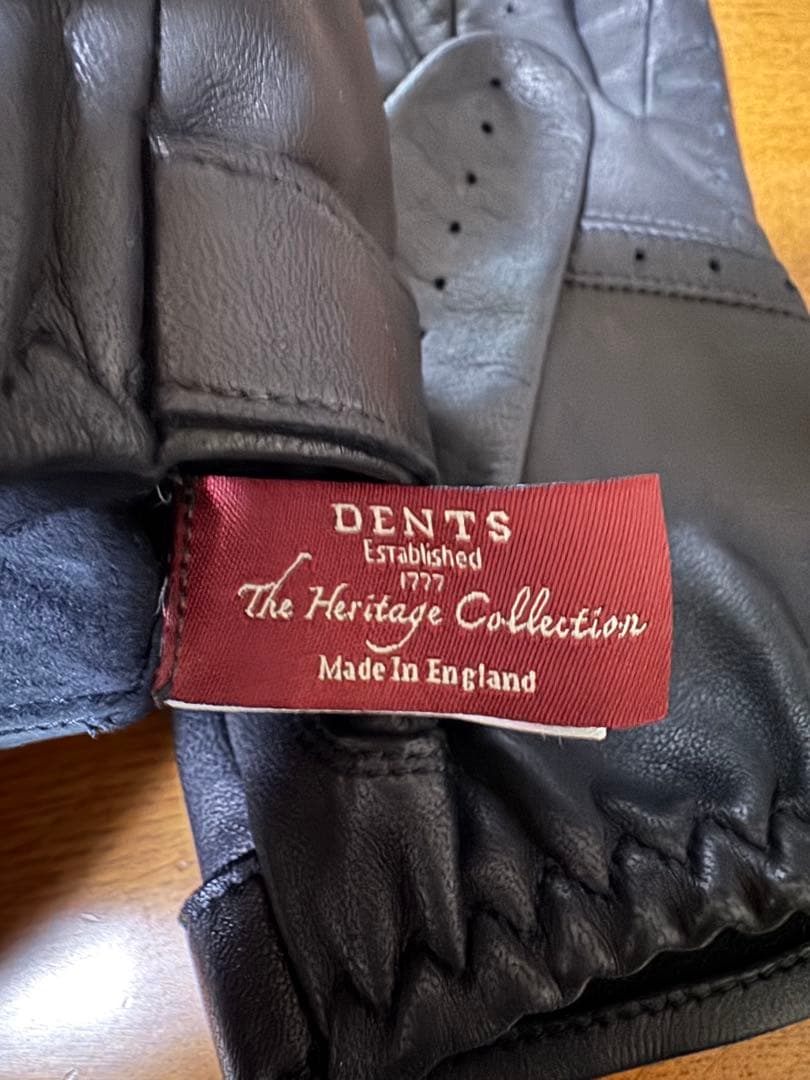 DENTS
Established
1777
The Heritage Collection
Made In England